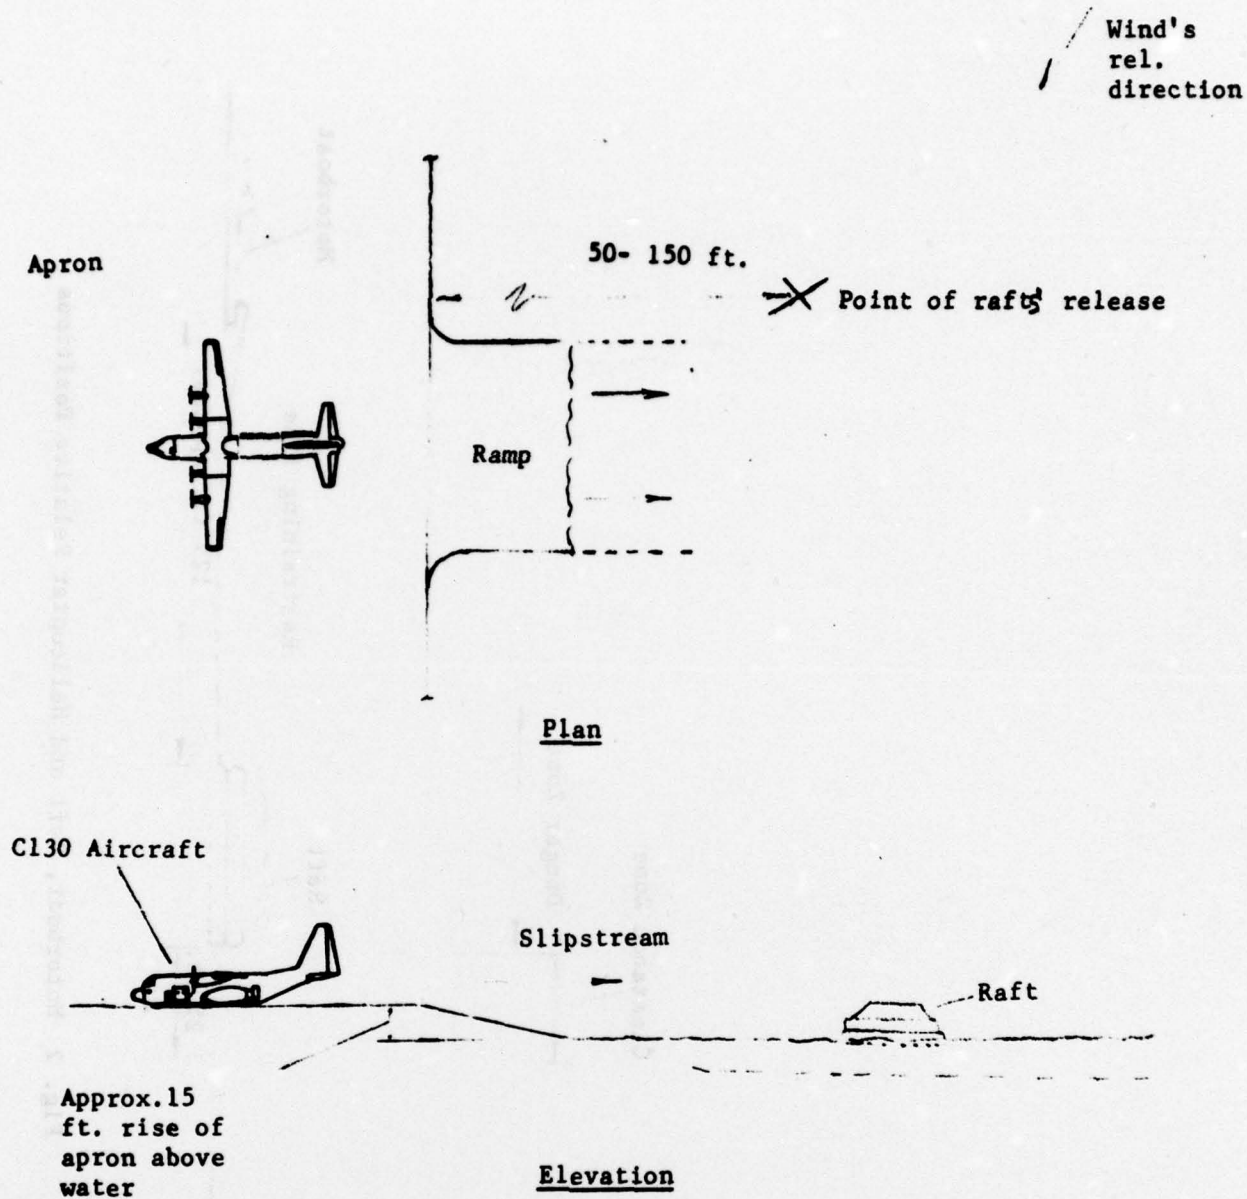 Wind's
rel.
direction
Apron
50- 150 ft.
Point of rafts' release
Ramp
Plan
C130 Aircraft
Slipstream
Raft
Approx.15
ft. rise of
apron above
water
Elevation